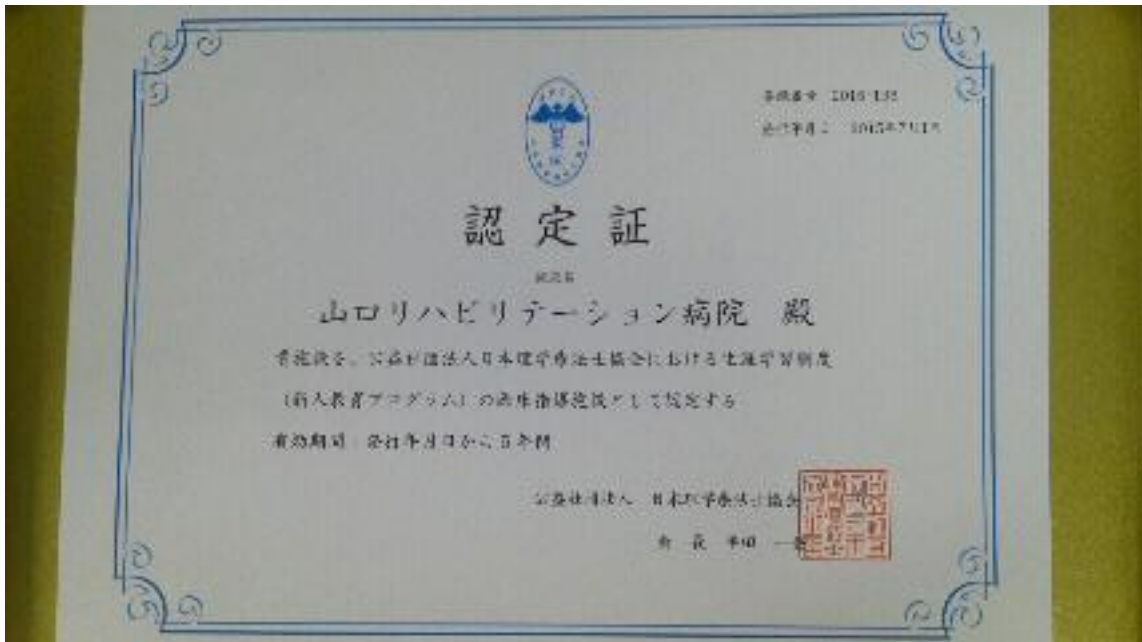 認定証
施設名
山口リハビリテーション病院 殿
貴施設を、公益社団法人日本理学療法士協会における生涯学習制度
(新人教育プログラム)の臨床指導施設として認定する
有効期間:発行年月日から5年間
公益社団法人 日本理学療法士協会
会長 半田